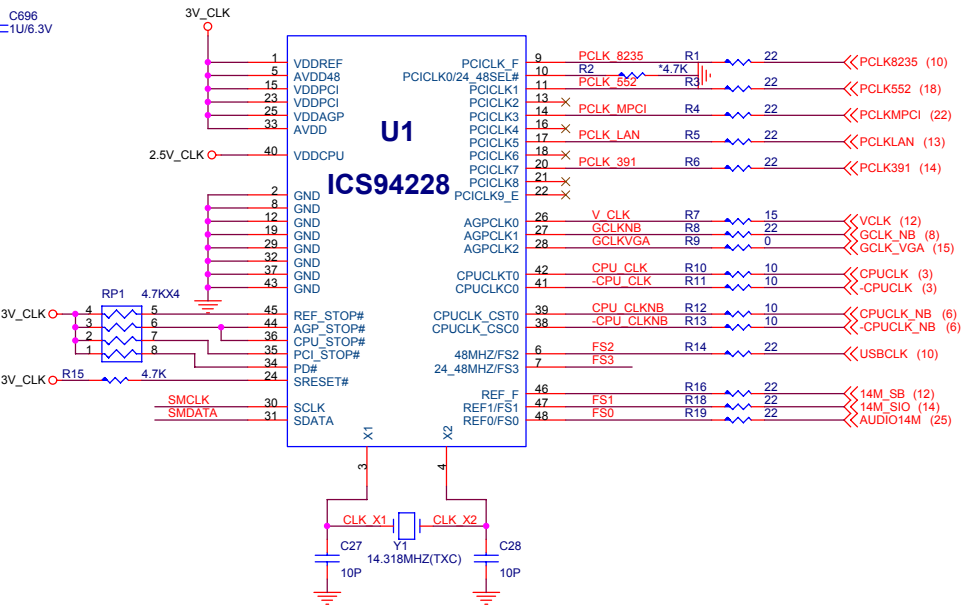 C696
1U/6.3V
3V_CLK
2.5V_CLK
U1
ICS94228
1 VDDREF
5 AVDD48
15 VDDPCI
23 VDDPCI
25 VDDAGP
33 AVDD
40 VDDCPU
2 GND
8 GND
12 GND
19 GND
29 GND
32 GND
37 GND
43 GND
RP1 4.7KX4
3V_CLK 4 5 45 REF_STOP#
3 6 44 AGP_STOP#
2 7 36 CPU_STOP#
1 8 35 PCI_STOP#
34 PD#
3V_CLK R15 4.7K 24 SRESET#
SMCLK 30 SCLK
SMDATA 31 SDATA
PCICLK_F 9 PCLK_8235 R1 22 PCLK8235 (10)
PCICLK0/24_48SEL# 10 R2 *4.7K
PCICLK1 11 PCLK_552 R3 22 PCLK552 (18)
PCICLK2 13
PCICLK3 14 PCLK_MPCI R4 22 PCLKMPCI (22)
PCICLK4 16
PCICLK5 17 PCLK_LAN R5 22 PCLKLAN (13)
PCICLK6 18
PCICLK7 20 PCLK_391 R6 22 PCLK391 (14)
PCICLK8 21
PCICLK9_E 22
AGPCLK0 26 V_CLK R7 15 VCLK (12)
AGPCLK1 27 GCLKNB R8 22 GCLK_NB (8)
AGPCLK2 28 GCLKVGA R9 0 GCLK_VGA (15)
CPUCLKT0 42 CPU_CLK R10 10 CPUCLK (3)
CPUCLKC0 41 -CPU_CLK R11 10 -CPUCLK (3)
CPUCLK_CST0 39 CPU_CLKNB R12 10 CPUCLK_NB (6)
CPUCLK_CSC0 38 -CPU_CLKNB R13 10 -CPUCLK_NB (6)
48MHZ/FS2 6 FS2 R14 22 USBCLK (10)
24_48MHZ/FS3 7 FS3
REF_F 46 R16 22 14M_SB (12)
REF1/FS1 47 FS1 R18 22 14M_SIO (14)
REF0/FS0 48 FS0 R19 22 AUDIO14M (25)
X1 X2
3 4
CLK_X1 CLK_X2
C27 Y1 C28
14.318MHZ(TXC)
10P 10P